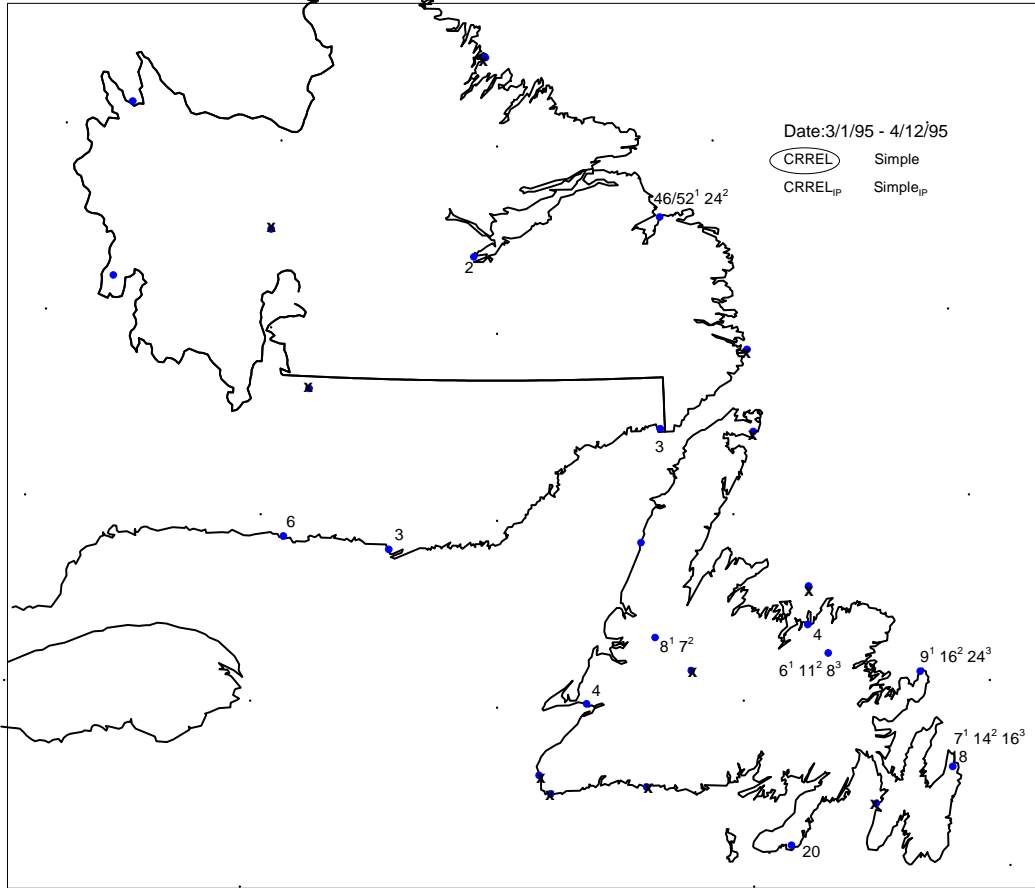 Date:3/1/95 - 4/12/95
CRREL Simple
CRREL_IP Simple_IP
46/52¹ 24²
2
3
6
3
4
8¹ 7²
6¹ 11² 8³
9¹ 16² 24³
4
7¹ 14² 16³
18
20